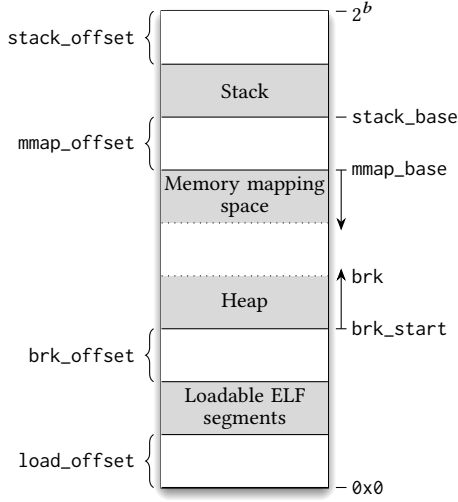 2^b
stack_offset
Stack
stack_base
mmap_offset
mmap_base
Memory mapping
space
brk
Heap
brk_start
brk_offset
Loadable ELF
segments
load_offset
0x0